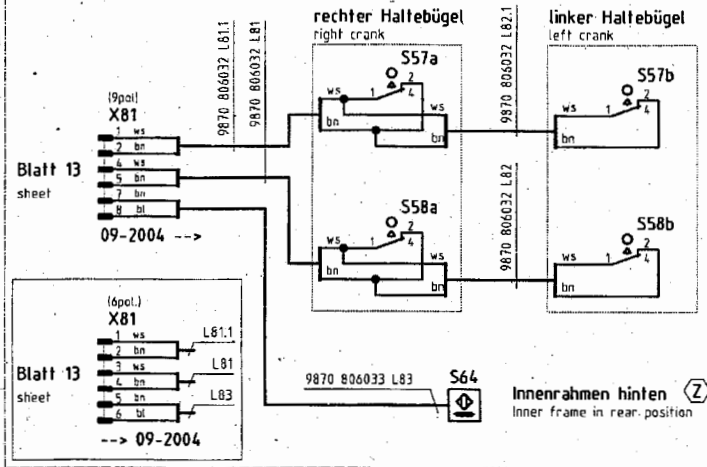 rechter Haltebügel
right crank
linker Haltebügel
left crank
9870 806032 L81.1
9870 806032 L81
9870 806032 L82.1
9870 806032 L82
S57a
ws
1
2
4
ws
bn
bn
S57b
ws
1
2
4
bn
(9pol)
X81
1 ws
2 bn
4 ws
5 bn
7 bn
8 bl
Blatt 13
sheet
09-2004 -->
S58a
ws
1
2
4
ws
bn
bn
S58b
ws
1
2
4
bn
(6pol.)
X81
1 ws
2 bn
3 ws
4 bn
5 bn
6 bl
L81.1
L81
L83
Blatt 13
sheet
--> 09-2004
9870 806033 L83
S64
Innenrahmen hinten Z
Inner frame in rear position